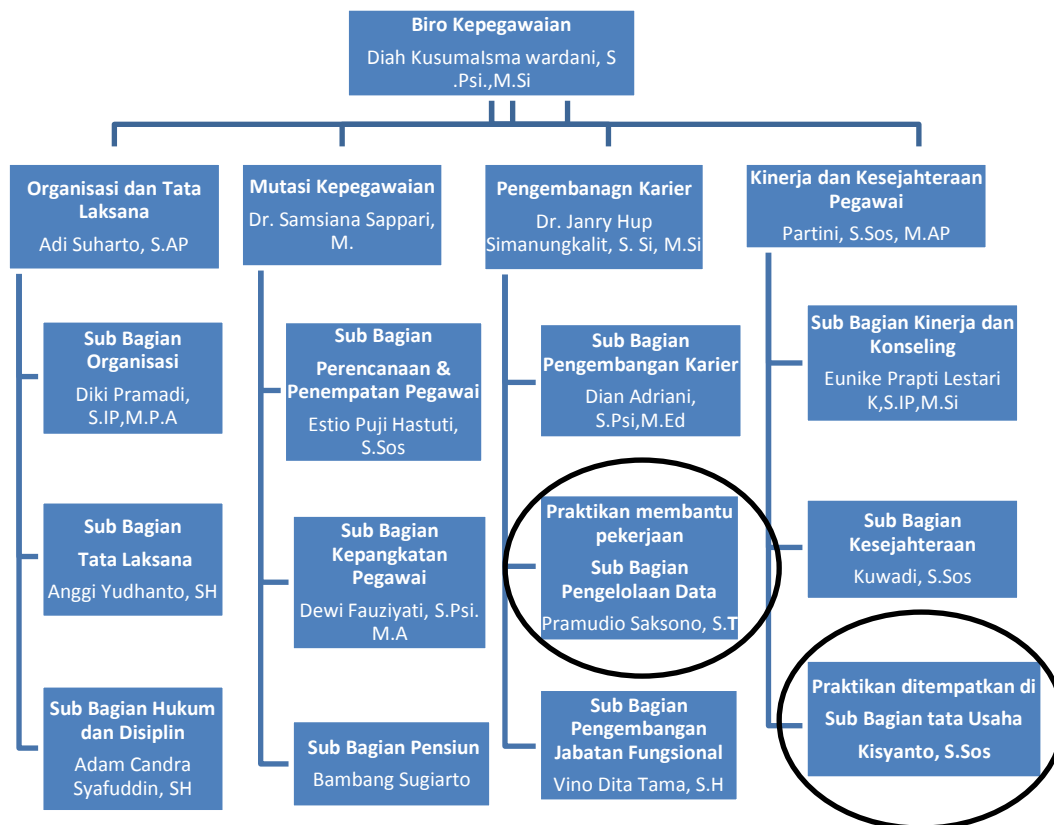 Biro Kepegawaian
Diah KusumaIsma wardani, S
.Psi.,M.Si
Organisasi dan Tata
Laksana
Adi Suharto, S.AP
Sub Bagian
Organisasi
Diki Pramadi,
S.IP,M.P.A
Sub Bagian
Tata Laksana
Anggi Yudhanto, SH
Sub Bagian Hukum
dan Disiplin
Adam Candra
Syafuddin, SH
Mutasi Kepegawaian
Dr. Samsiana Sappari,
M.
Sub Bagian
Perencanaan &
Penempatan Pegawai
Estio Puji Hastuti,
S.Sos
Sub Bagian
Kepangkatan
Pegawai
Dewi Fauziyati, S.Psi.
M.A
Sub Bagian Pensiun
Bambang Sugiarto
Pengembanagn Karier
Dr. Janry Hup
Simanungkalit, S. Si, M.Si
Sub Bagian
Pengembangan Karier
Dian Adriani,
S.Psi,M.Ed
Praktikan membantu
pekerjaan
Sub Bagian
Pengelolaan Data
Pramudio Saksono, S.T
Sub Bagian
Pengembangan
Jabatan Fungsional
Vino Dita Tama, S.H
Kinerja dan Kesejahteraan
Pegawai
Partini, S.Sos, M.AP
Sub Bagian Kinerja dan
Konseling
Eunike Prapti Lestari
K,S.IP,M.Si
Sub Bagian
Kesejahteraan
Kuwadi, S.Sos
Praktikan ditempatkan di
Sub Bagian tata Usaha
Kisyanto, S.Sos